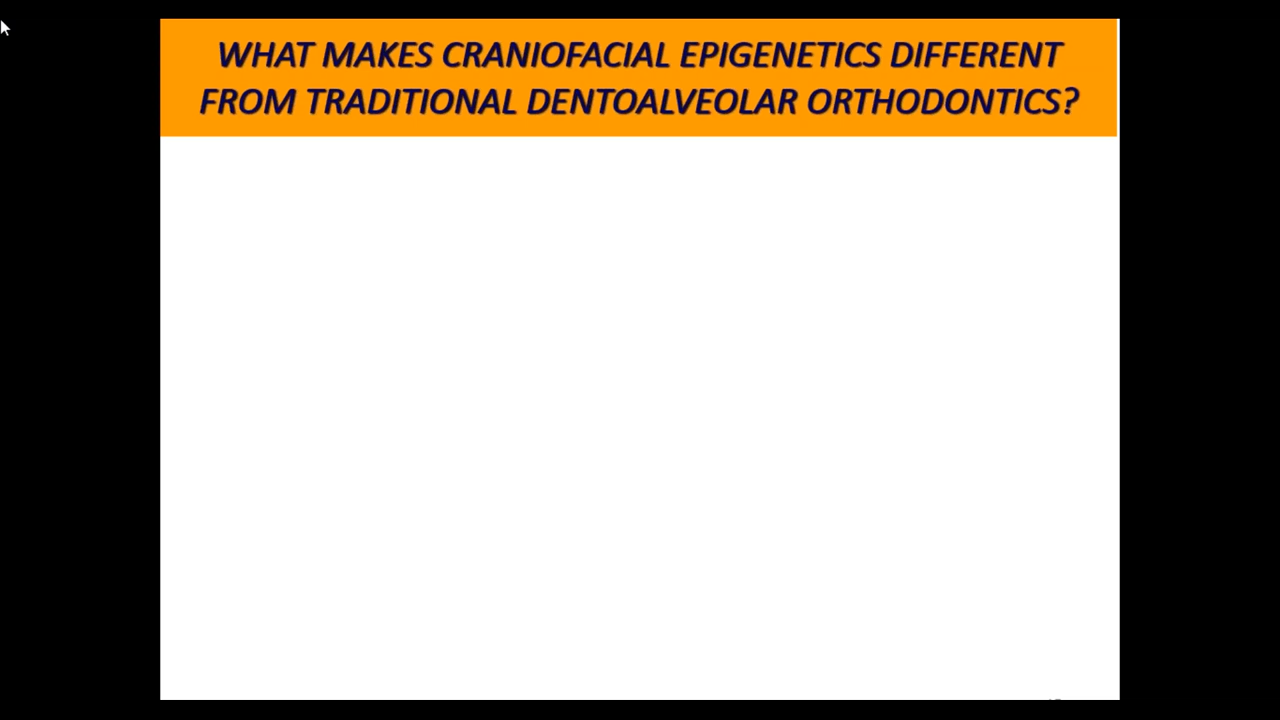 WHAT MAKES CRANIOFACIAL EPIGENETICS DIFFERENT
FROM TRADITIONAL DENTOALVEOLAR ORTHODONTICS?